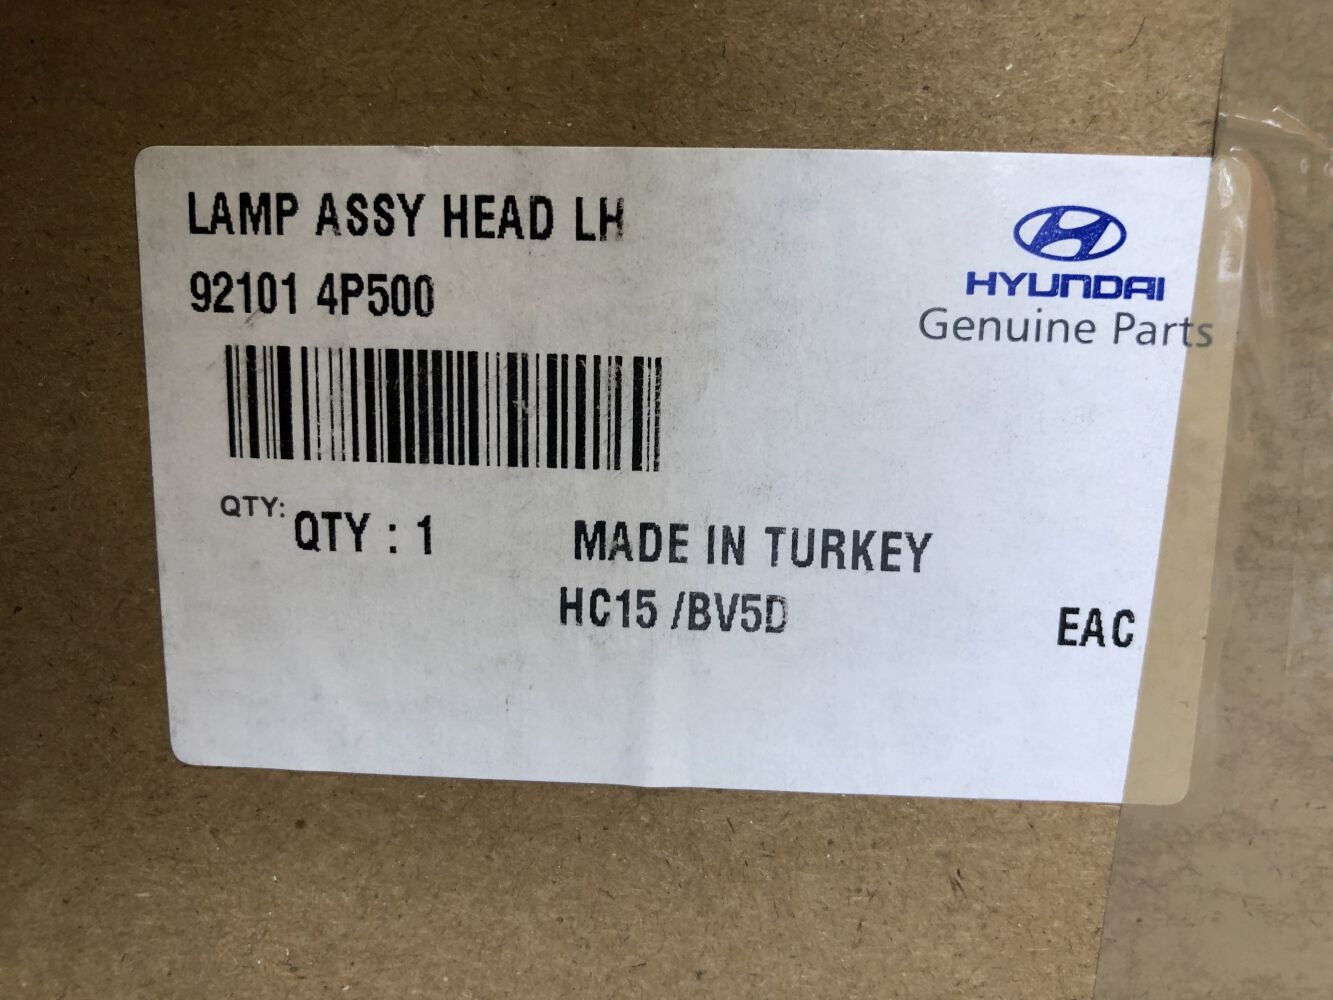 LAMP ASSY HEAD LH
92101 4P500
HYUNDAI
Genuine Parts
QTY:
QTY : 1
MADE IN TURKEY
HC15 /BV5D
EAC